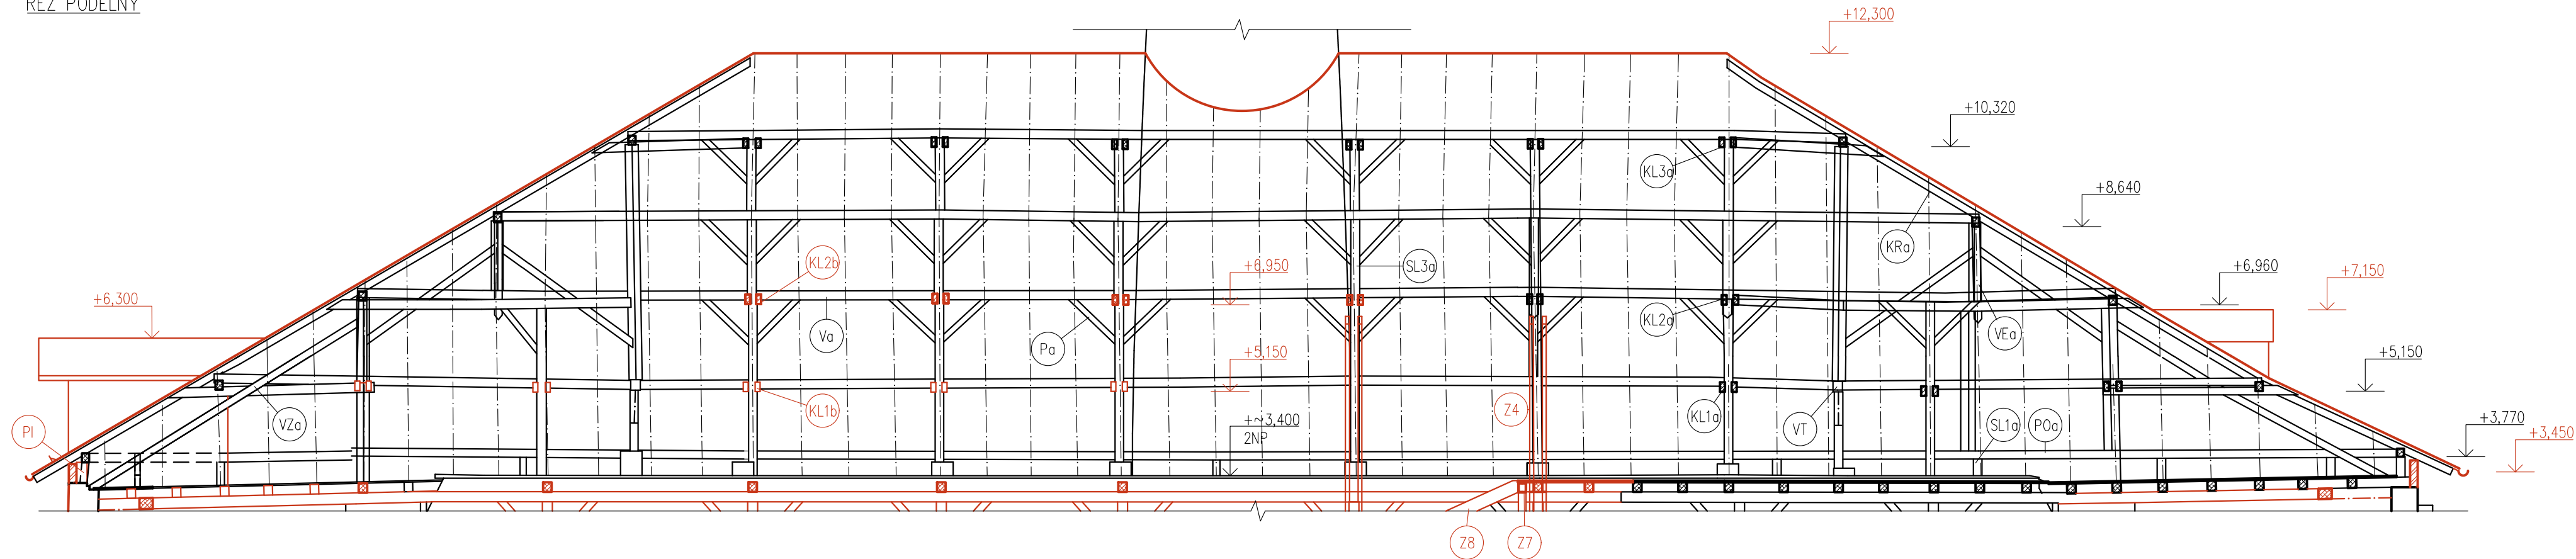 ŘEZ PODÉLNÝ
+12,300
+10,320
KL3a
+8,640
KRa
KL2b
SL3a
+6,950
+6,960
+7,150
+6,300
Va
Pa
KL2a
VEa
+5,150
+5,150
KL1b
Z4
KL1a
VT
SL1a
POa
PI
VZa
+~3,400
2NP
+3,770
+3,450
Z8
Z7